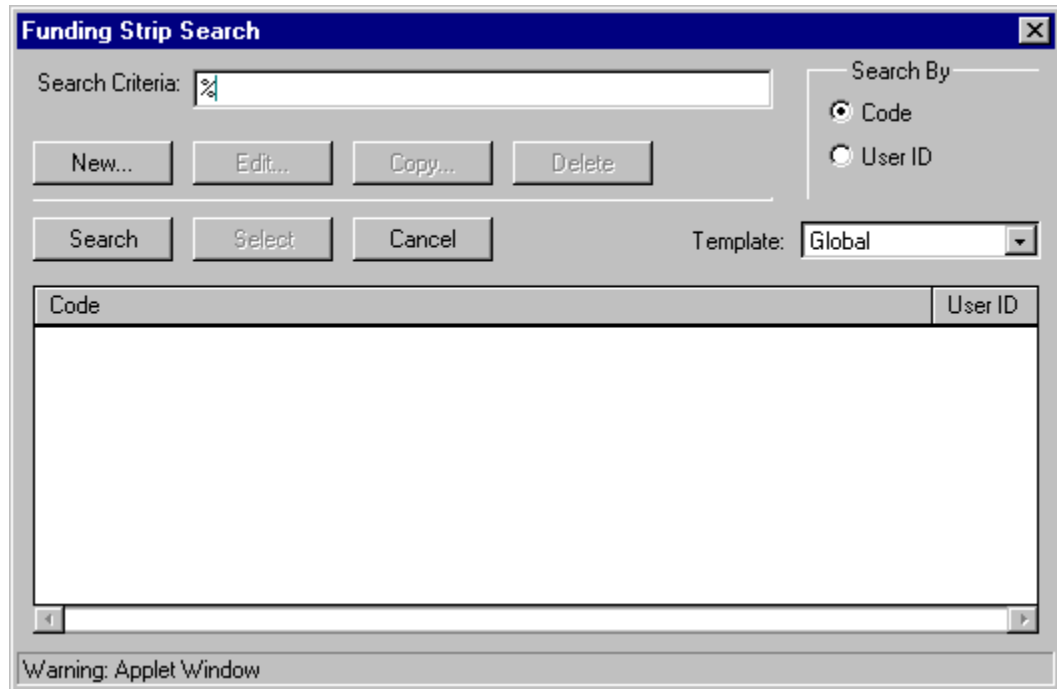 Funding Strip Search
Search Criteria: %
Search By
Code
User ID
New... Edit... Copy... Delete
Search Select Cancel
Template: Global
Code User ID
Warning: Applet Window